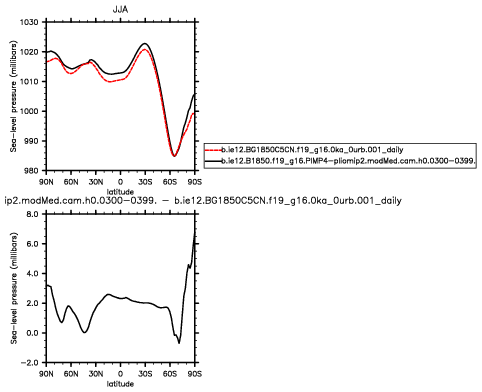 JJA
1030
1020
1010
1000
990
980
Sea-level pressure (millibars)
90N 60N 30N 0 30S 60S 90S
latitude
b.ie12.BG1850C5CN.f19_g16.0ka_0urb.001_daily
b.ie12.B1850.f19_g16.PlMP4-pliomip2.modMed.cam.h0.0300-0399.
ip2.modMed.cam.h0.0300-0399. - b.ie12.BG1850C5CN.f19_g16.0ka_0urb.001_daily
8.0
6.0
4.0
2.0
0.0
-2.0
Sea-level pressure (millibars)
90N 60N 30N 0 30S 60S 90S
latitude